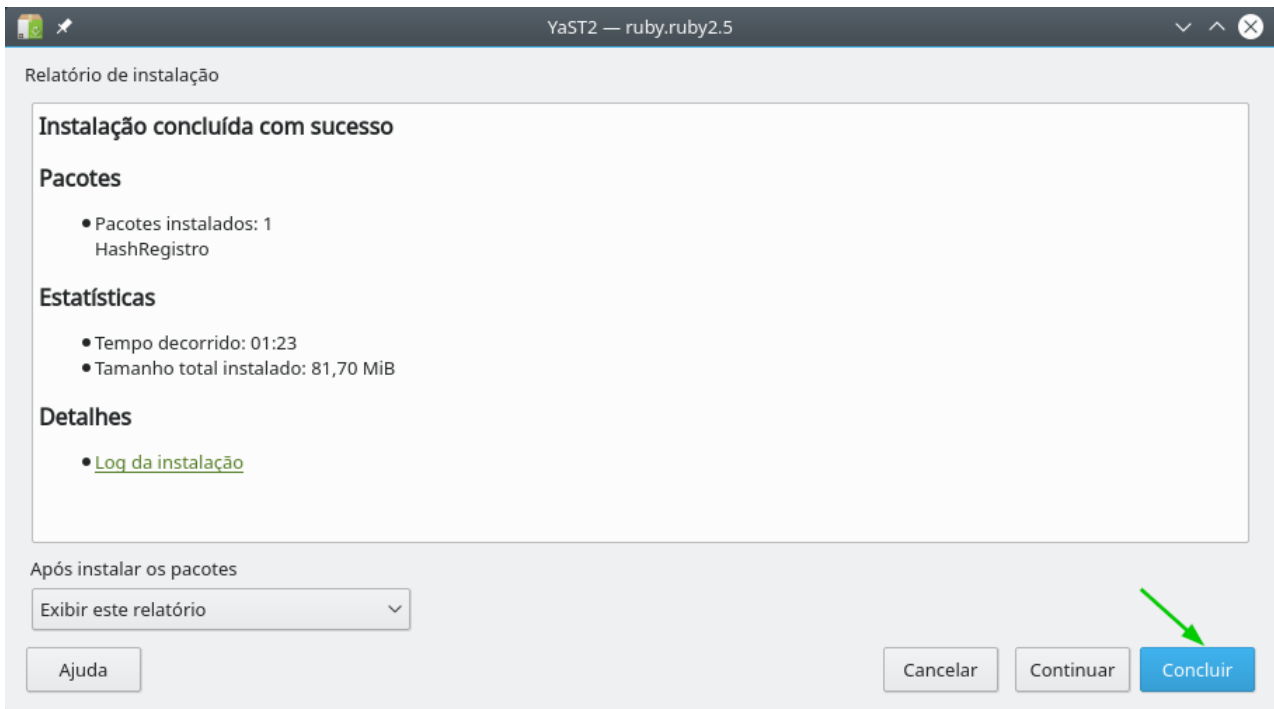 YaST2 — ruby.ruby2.5
Relatório de instalação
Instalação concluída com sucesso
Pacotes
Pacotes instalados: 1
HashRegistro
Estatísticas
Tempo decorrido: 01:23
Tamanho total instalado: 81,70 MiB
Detalhes
Log da instalação
Após instalar os pacotes
Exibir este relatório
Ajuda Cancelar Continuar Concluir